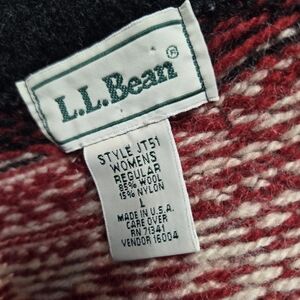 L.L.Bean®
STYLE JT51
WOMENS
REGULAR
85% WOOL
15% NYLON
L
MADE IN U.S.A.
CARE OVER
RN 71341
VENDOR 16004